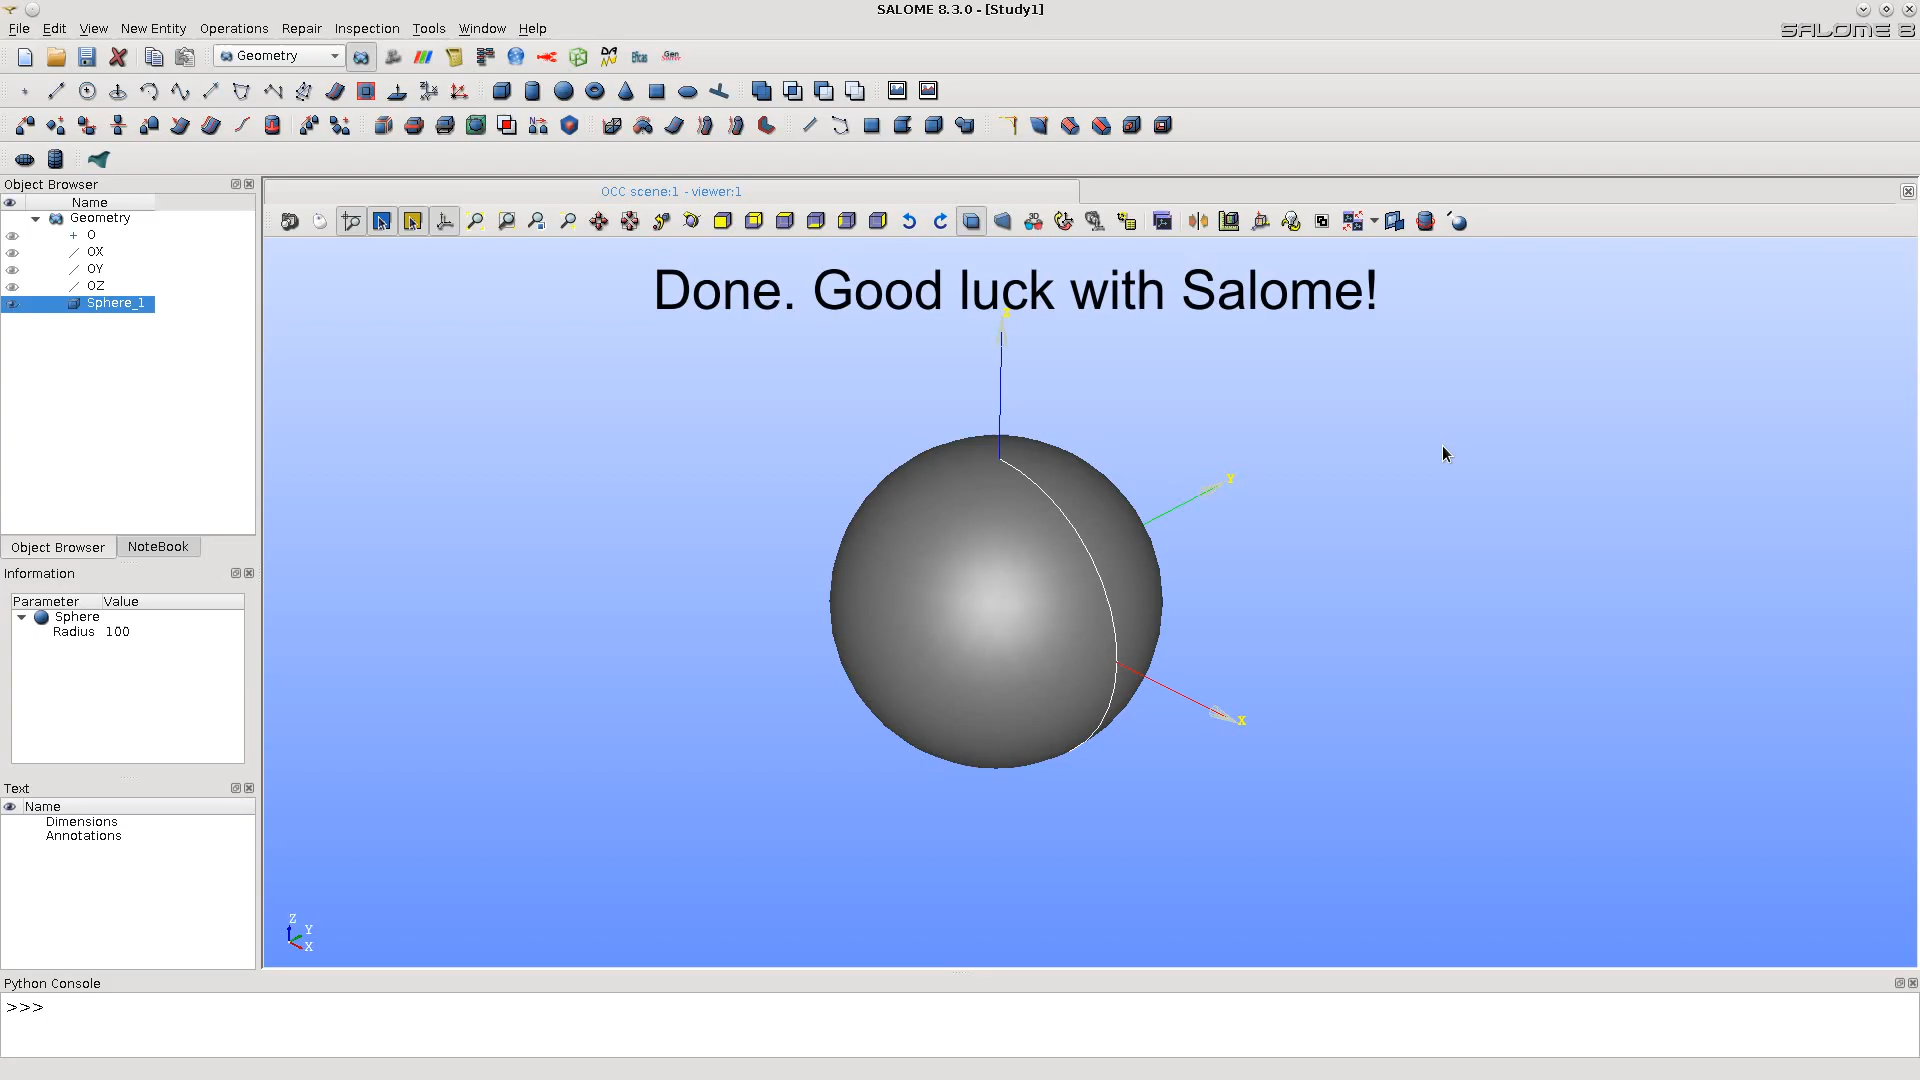 SALOME 8.3.0 - [Study1]
File Edit View New Entity Operations Repair Inspection Tools Window Help
SALOME 8
Geometry
Object Browser
OCC scene:1 - viewer:1
Name
Geometry
O
OX
OY
OZ
Sphere_1
Done. Good luck with Salome!
Z
Y
X
Object Browser NoteBook
Information
Parameter Value
Sphere
Radius 100
Text
Name
Dimensions
Annotations
Z
Y
X
Python Console
>>>